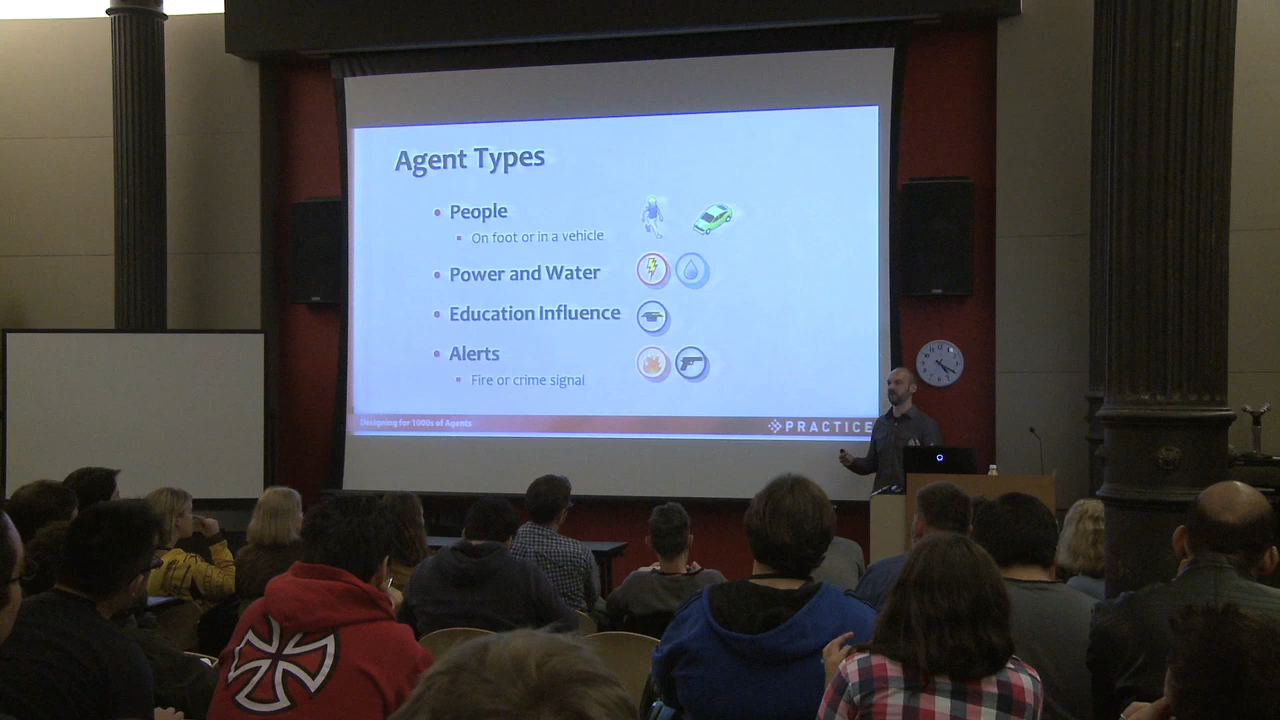 Agent Types
• People
▪ On foot or in a vehicle
• Power and Water
• Education Influence
• Alerts
▪ Fire or crime signal
Designing for 1000s of Agents
PRACTICE